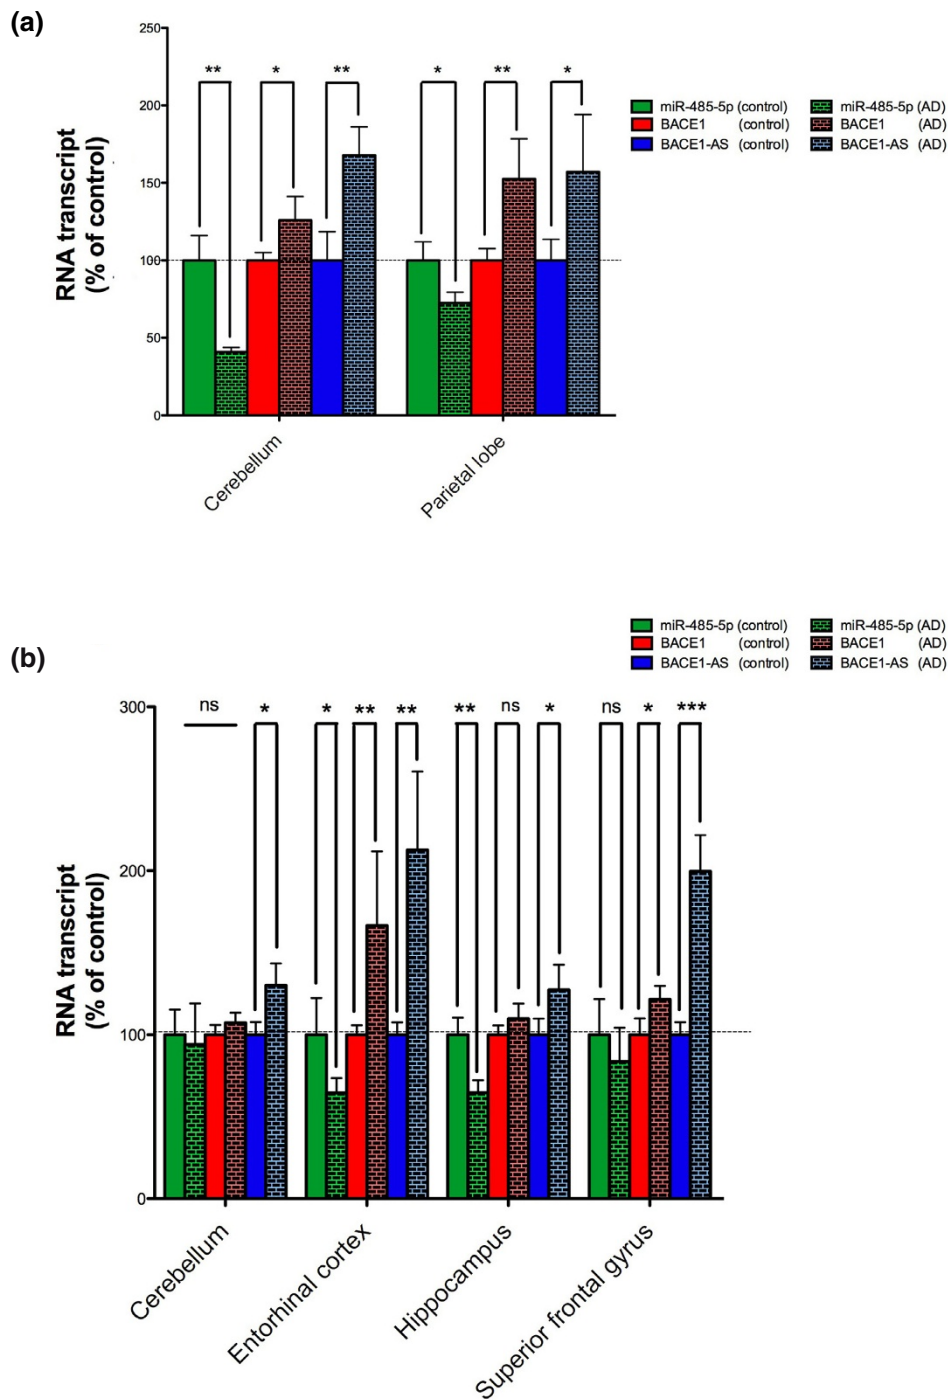 (a)
250
200
150
100
50
0
RNA transcript
(% of control)
** * ** * ** *
miR-485-5p (control) miR-485-5p (AD)
BACE1 (control) BACE1 (AD)
BACE1-AS (control) BACE1-AS (AD)
Cerebellum Parietal lobe
(b)
miR-485-5p (control) miR-485-5p (AD)
BACE1 (control) BACE1 (AD)
BACE1-AS (control) BACE1-AS (AD)
300
200
100
0
RNA transcript
(% of control)
ns * * ** ** ** ns * ns * ***
Cerebellum Entorhinal cortex Hippocampus Superior frontal gyrus